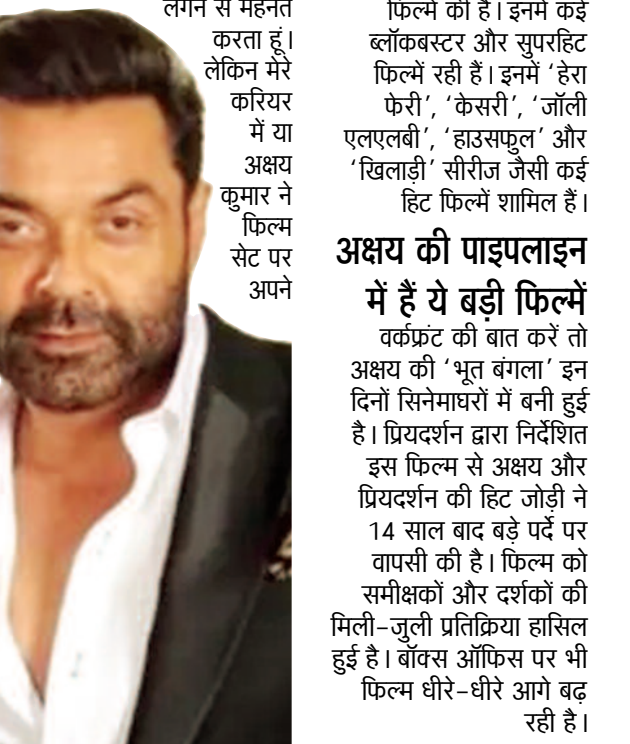 लगन से मेहनत
करता हूं।
लेकिन मेरे
करियर
में या
अक्षय
कुमार ने
फिल्म
सेट पर
अपने
फिल्में की है। इनमें कई
ब्लॉकबस्टर और सुपरहिट
फिल्में रही हैं। इनमें ‘हेरा
फेरी’, ‘केसरी’, ‘जॉली
एलएलबी’, ‘हाउसफुल’ और
‘खिलाड़ी’ सीरीज जैसी कई
हिट फिल्में शामिल हैं।
अक्षय की पाइपलाइन
में हैं ये बड़ी फिल्में
वर्कफ्रंट की बात करें तो
अक्षय की ‘भूत बंगला’ इन
दिनों सिनेमाघरों में बनी हुई
है। प्रियदर्शन द्वारा निर्देशित
इस फिल्म से अक्षय और
प्रियदर्शन की हिट जोड़ी ने
14 साल बाद बड़े पर्दे पर
वापसी की है। फिल्म को
समीक्षकों और दर्शकों की
मिली-जुली प्रतिक्रिया हासिल
हुई है। बॉक्स ऑफिस पर भी
फिल्म धीरे-धीरे आगे बढ़
रही है।